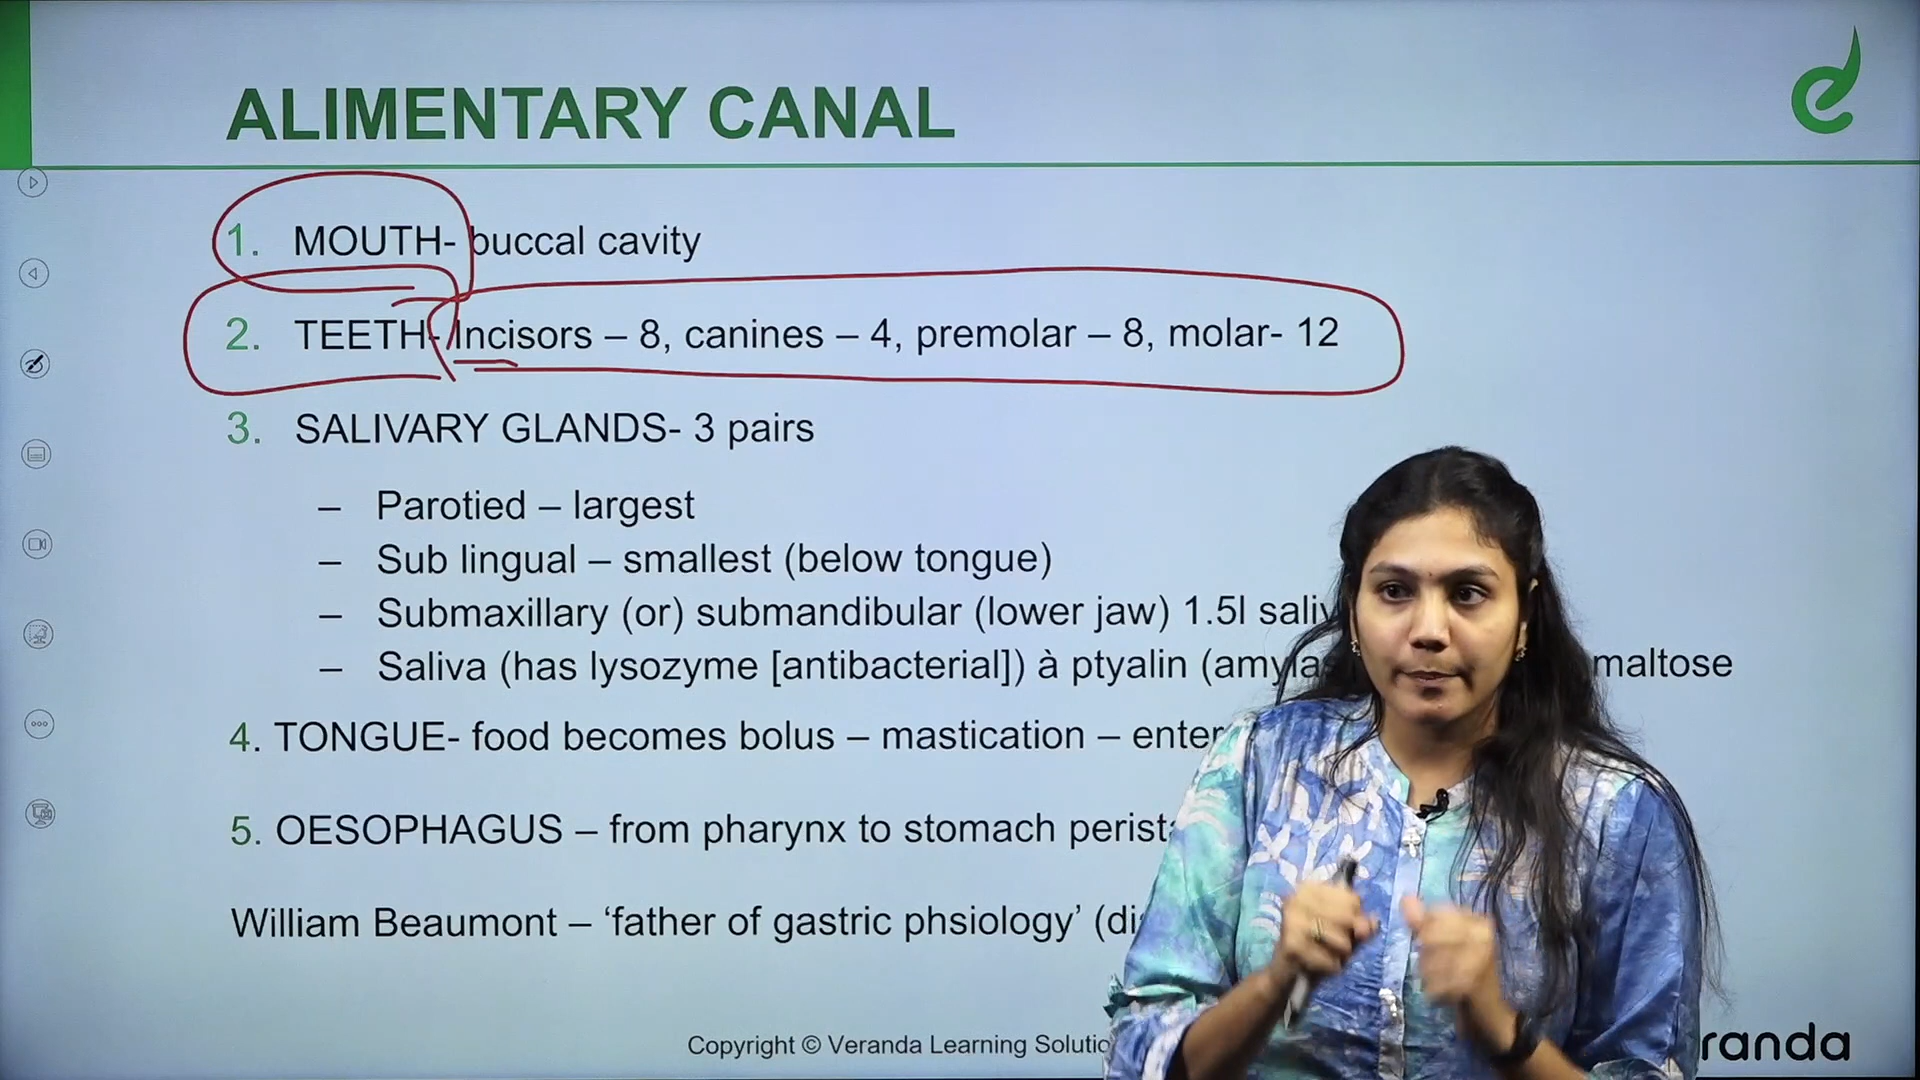 ALIMENTARY CANAL
1. MOUTH- buccal cavity
2. TEETH- Incisors – 8, canines – 4, premolar – 8, molar- 12
3. SALIVARY GLANDS- 3 pairs
– Parotied – largest
– Sub lingual – smallest (below tongue)
– Submaxillary (or) submandibular (lower jaw) 1.5l
– Saliva (has lysozyme [antibacterial]) à ptyalin maltose
4. TONGUE- food becomes bolus – mastication –
5. OESOPHAGUS – from pharynx to stomach
William Beaumont – ‘father of gastric phsiology’
Copyright © Veranda Learning